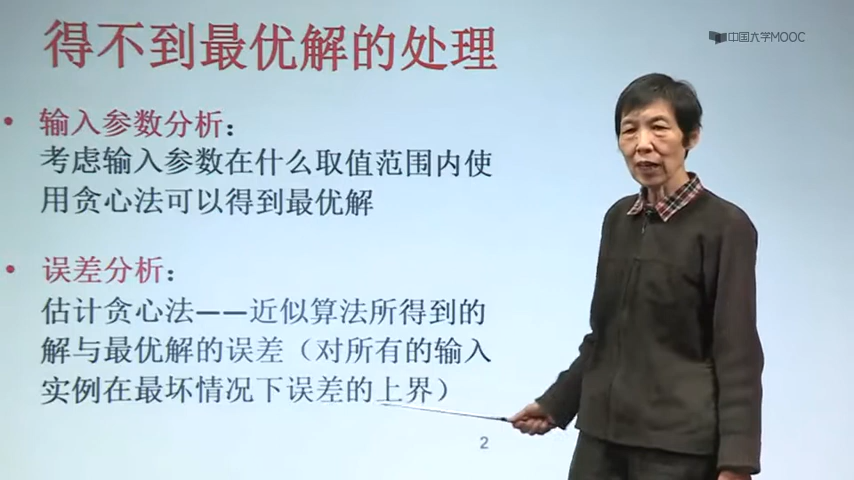 得不到最优解的处理
中国大学MOOC
• 输入参数分析：
考虑输入参数在什么取值范围内使
用贪心法可以得到最优解
• 误差分析：
估计贪心法——近似算法所得到的
解与最优解的误差（对所有的输入
实例在最坏情况下误差的上界）
2